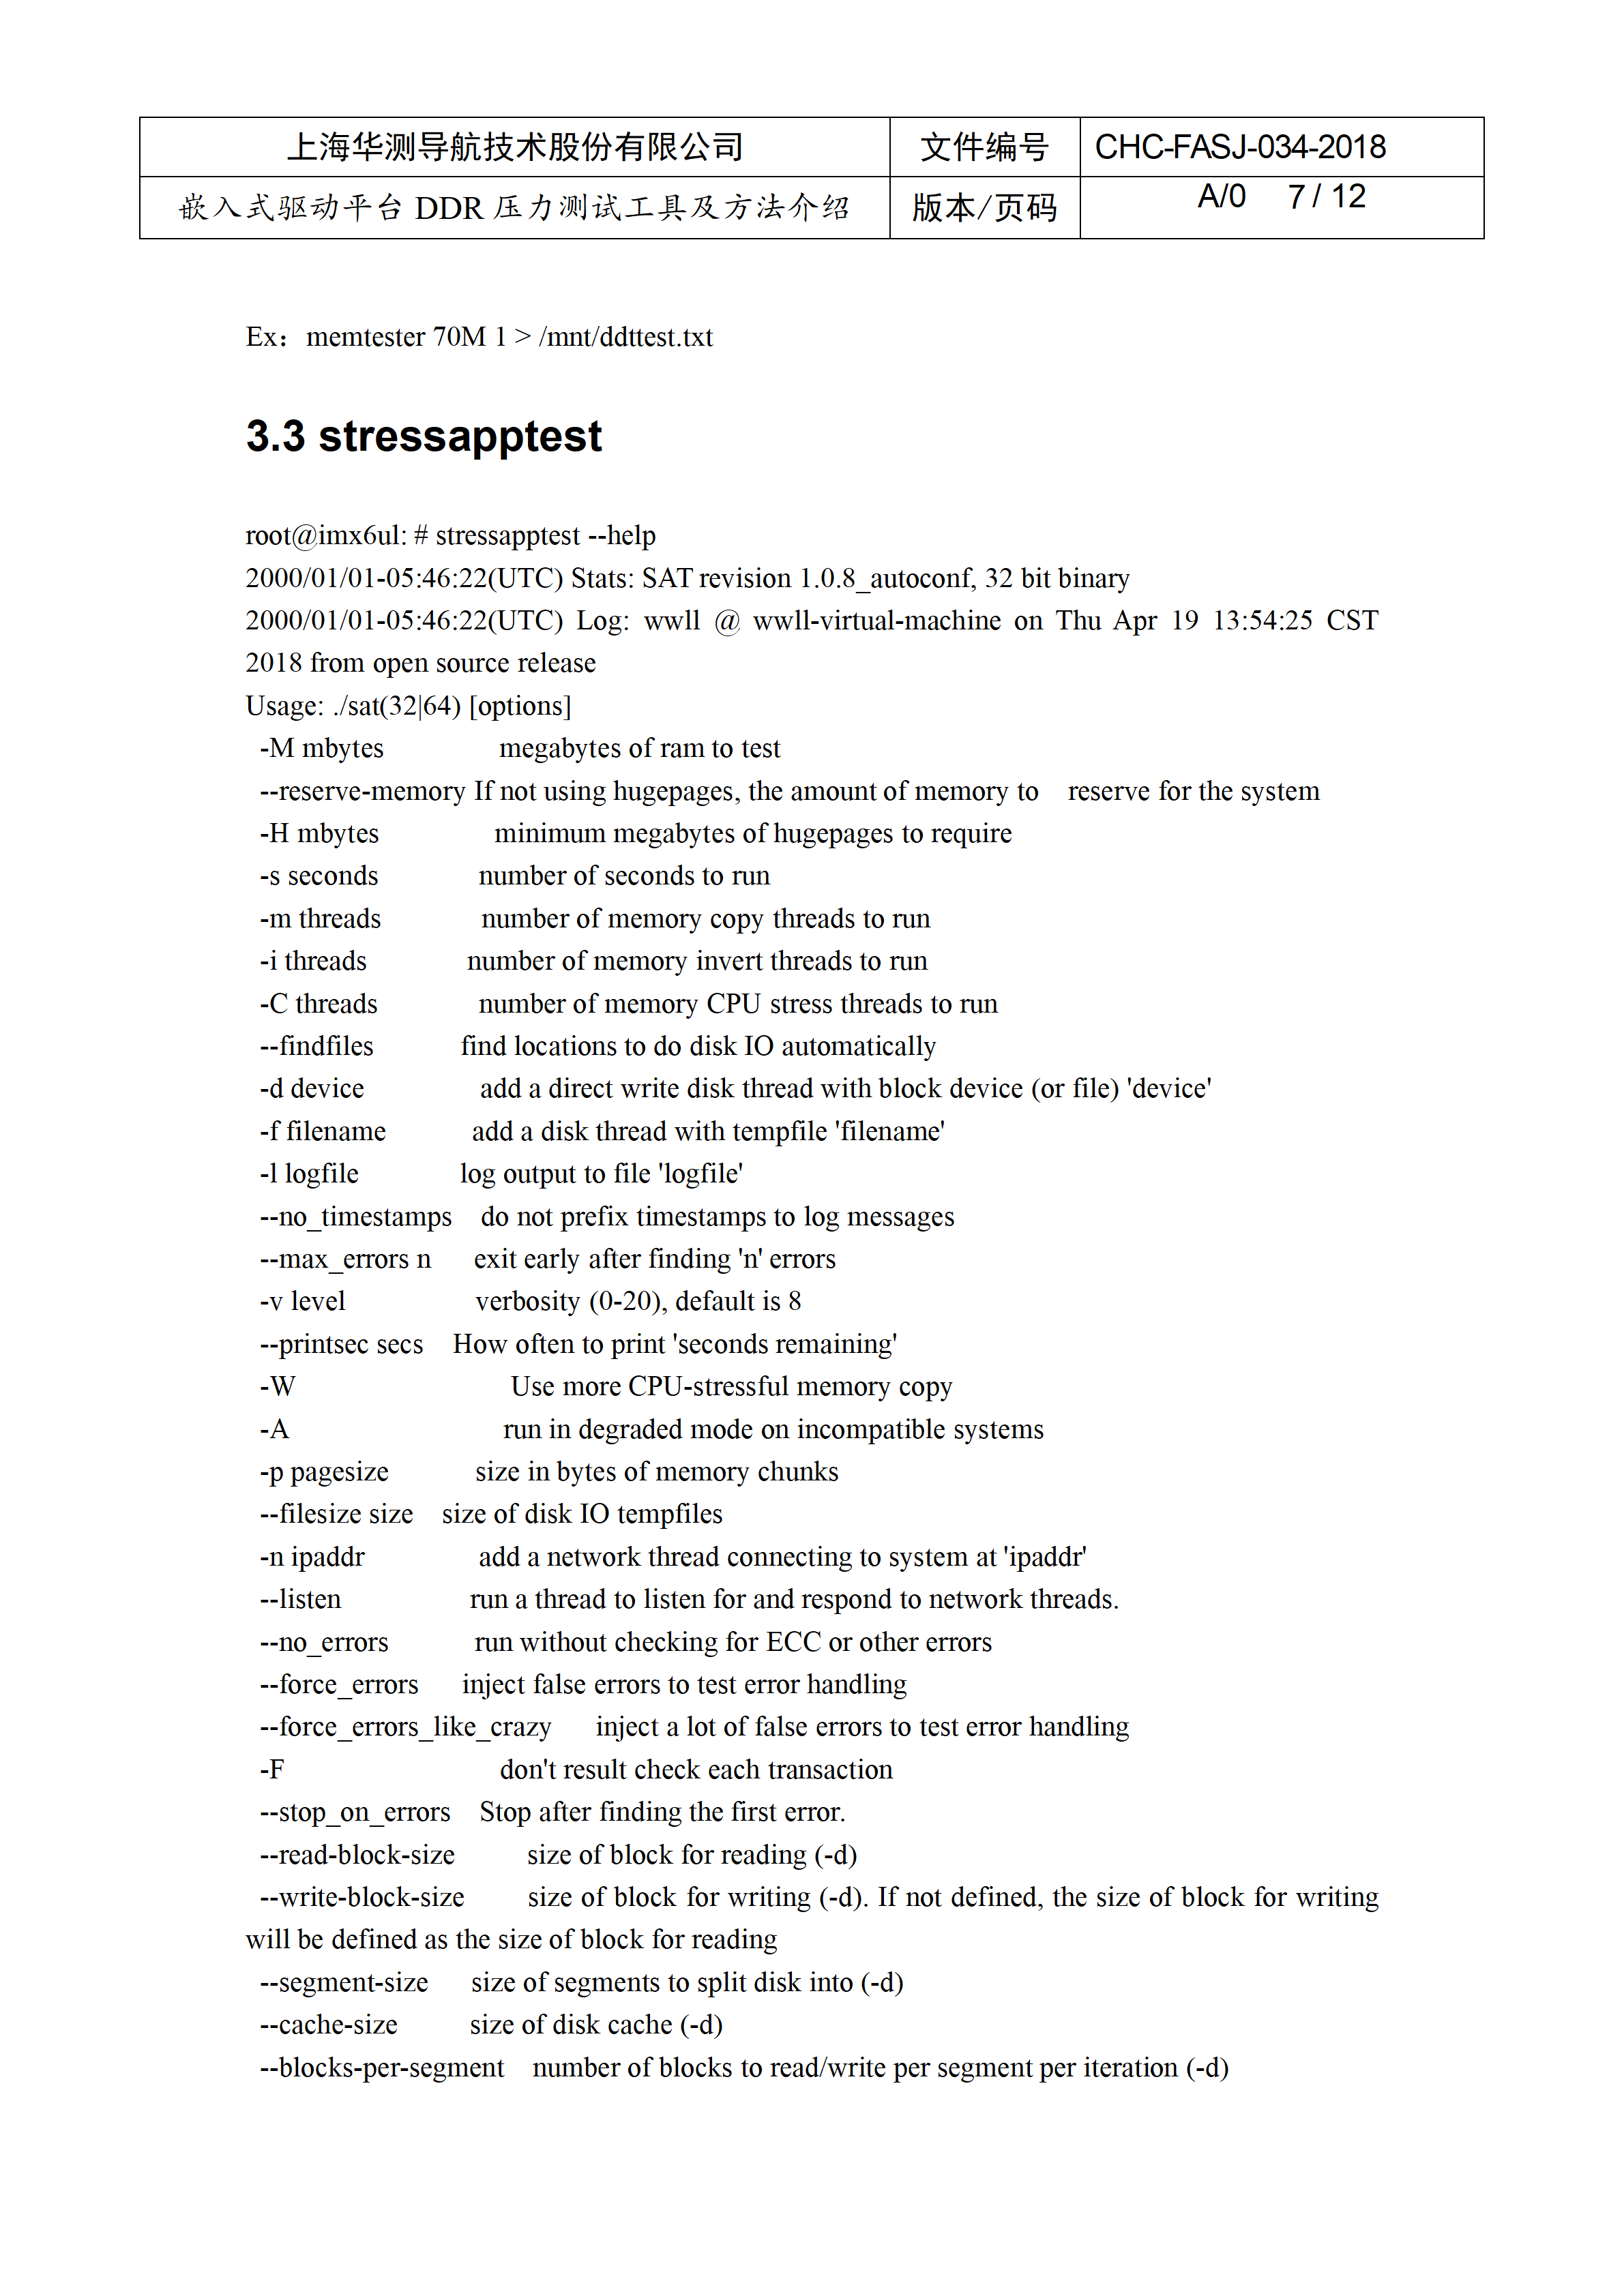 上海华测导航技术股份有限公司 文件编号 CHC-FASJ-034-2018
嵌入式驱动平台 DDR 压力测试工具及方法介绍 版本/页码 A/0 7 / 12
Ex：memtester 70M 1 > /mnt/ddttest.txt
3.3 stressapptest
root@imx6ul: # stressapptest --help
2000/01/01-05:46:22(UTC) Stats: SAT revision 1.0.8_autoconf, 32 bit binary
2000/01/01-05:46:22(UTC) Log: wwll @ wwll-virtual-machine on Thu Apr 19 13:54:25 CST
2018 from open source release
Usage: ./sat(32|64) [options]
-M mbytes megabytes of ram to test
--reserve-memory If not using hugepages, the amount of memory to reserve for the system
-H mbytes minimum megabytes of hugepages to require
-s seconds number of seconds to run
-m threads number of memory copy threads to run
-i threads number of memory invert threads to run
-C threads number of memory CPU stress threads to run
--findfiles find locations to do disk IO automatically
-d device add a direct write disk thread with block device (or file) 'device'
-f filename add a disk thread with tempfile 'filename'
-l logfile log output to file 'logfile'
--no_timestamps do not prefix timestamps to log messages
--max_errors n exit early after finding 'n' errors
-v level verbosity (0-20), default is 8
--printsec secs How often to print 'seconds remaining'
-W Use more CPU-stressful memory copy
-A run in degraded mode on incompatible systems
-p pagesize size in bytes of memory chunks
--filesize size size of disk IO tempfiles
-n ipaddr add a network thread connecting to system at 'ipaddr'
--listen run a thread to listen for and respond to network threads.
--no_errors run without checking for ECC or other errors
--force_errors inject false errors to test error handling
--force_errors_like_crazy inject a lot of false errors to test error handling
-F don't result check each transaction
--stop_on_errors Stop after finding the first error.
--read-block-size size of block for reading (-d)
--write-block-size size of block for writing (-d). If not defined, the size of block for writing
will be defined as the size of block for reading
--segment-size size of segments to split disk into (-d)
--cache-size size of disk cache (-d)
--blocks-per-segment number of blocks to read/write per segment per iteration (-d)